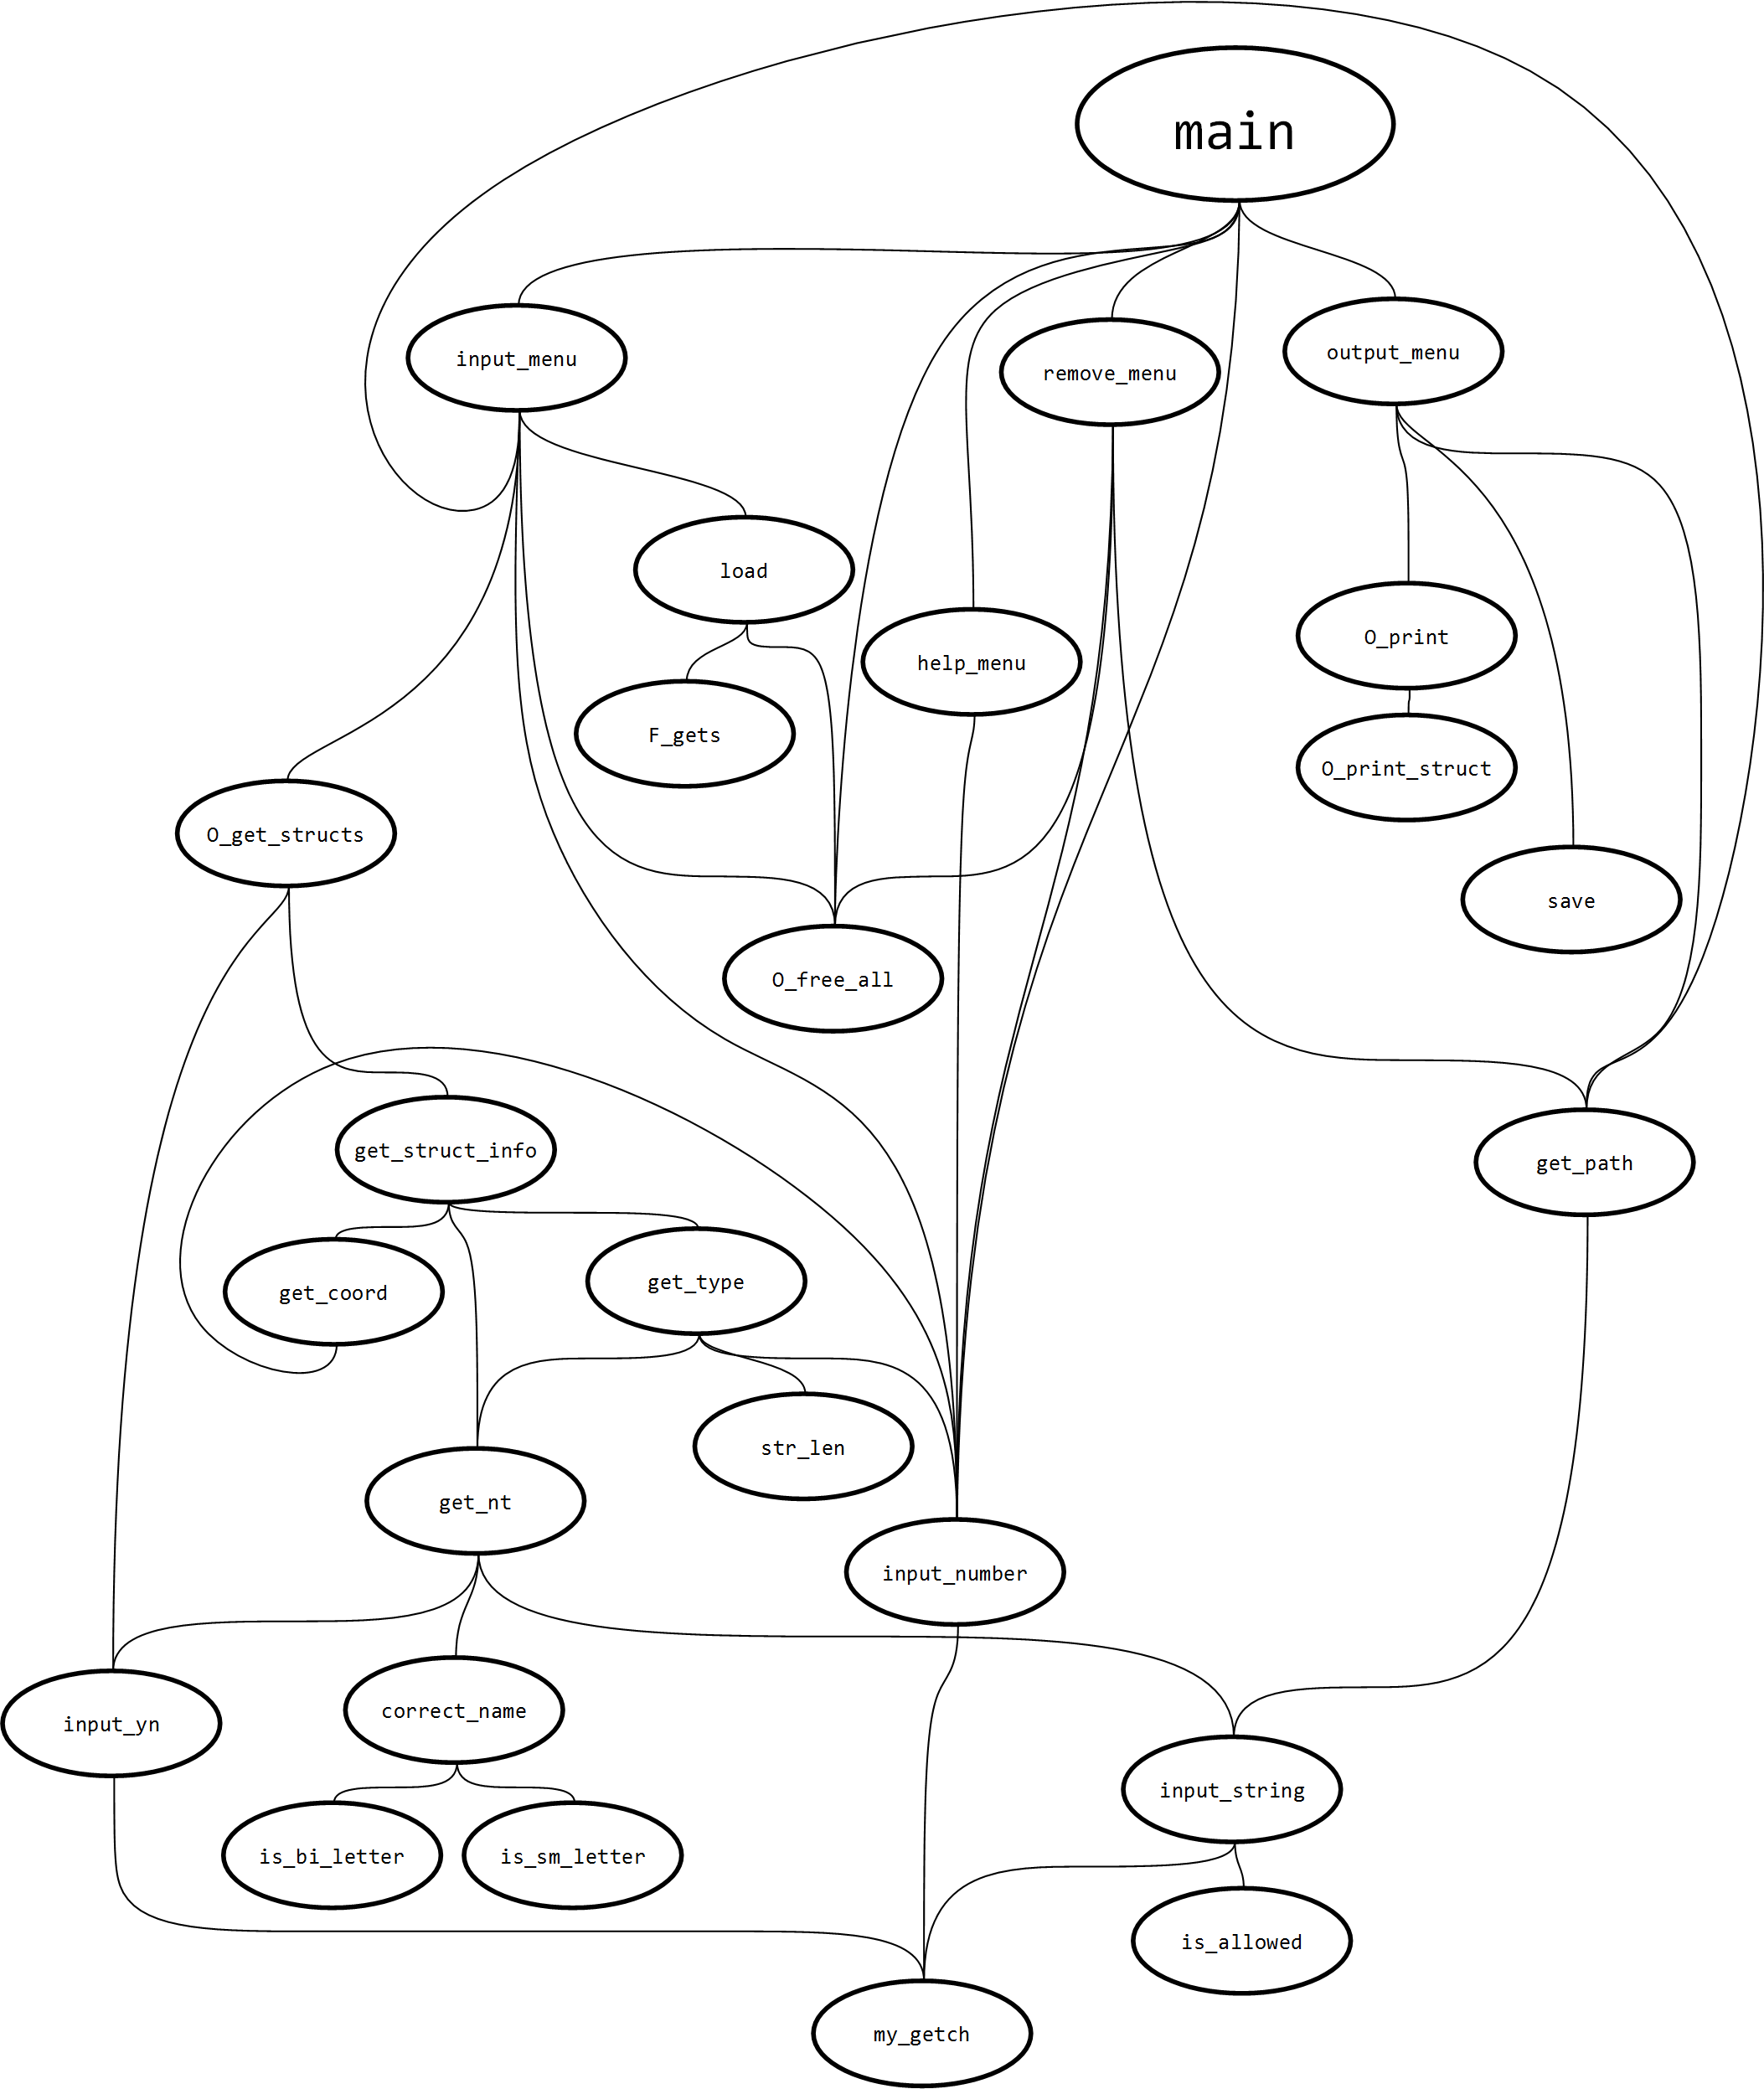 main
input_menu
output_menu
remove_menu
load
help_menu
O_print
F_gets
O_print_struct
O_get_structs
save
O_free_all
get_struct_info
get_path
get_coord
get_type
str_len
get_nt
input_number
correct_name
input_yn
input_string
is_bi_letter
is_sm_letter
is_allowed
my_getch